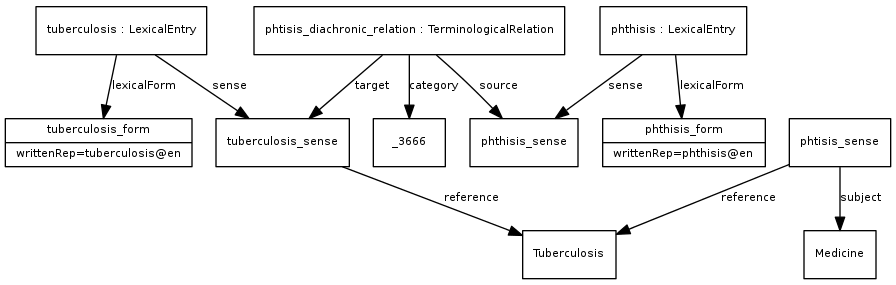 tuberculosis : LexicalEntry
phtisis_diachronic_relation : TerminologicalRelation
phthisis : LexicalEntry
lexicalForm
sense
target
category
source
sense
lexicalForm
tuberculosis_form
writtenRep=tuberculosis@en
tuberculosis_sense
_3666
phthisis_sense
phthisis_form
writtenRep=phthisis@en
phtisis_sense
reference
reference
subject
Tuberculosis
Medicine